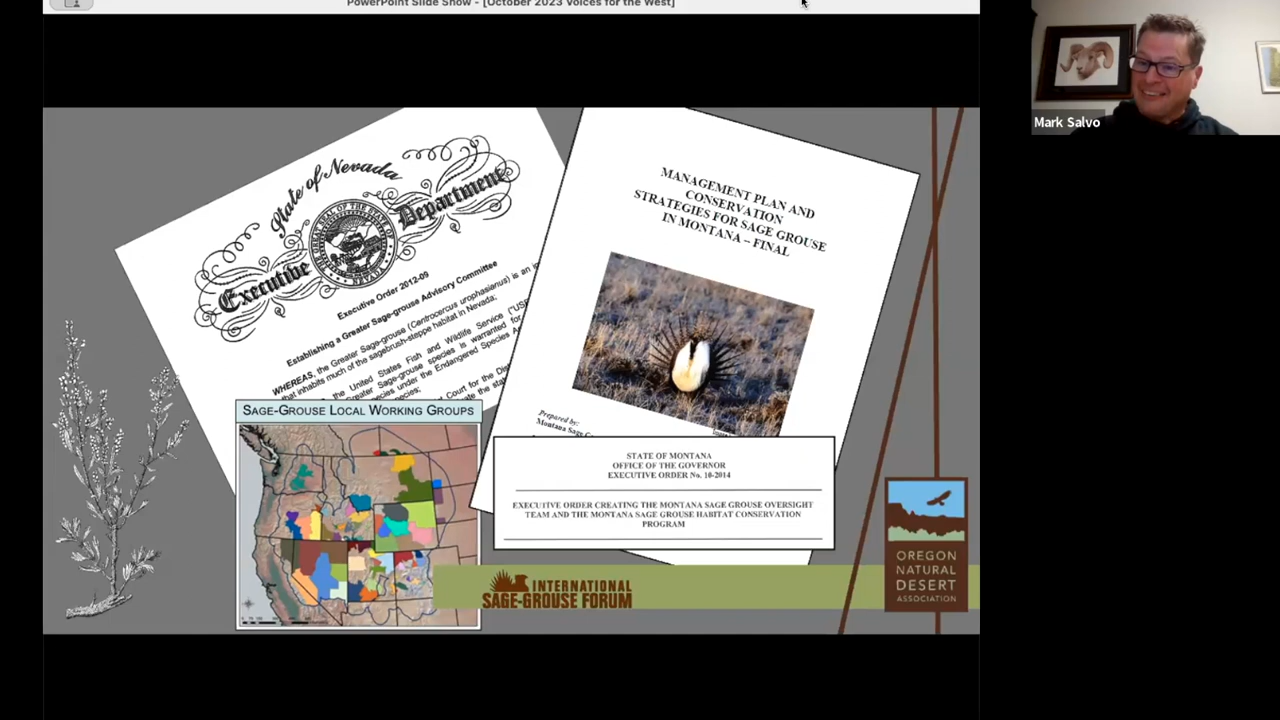 PowerPoint Slide Show - [October 2023 Voices for the West]
Mark Salvo
State of Nevada
Executive Department
Executive Order 2012-09
Establishing a Greater Sage-grouse Advisory Committee
WHEREAS, the Greater Sage-grouse (Centrocercus urophasianus) is an
that inhabits much of the sagebrush-steppe habitat in Nevada;
the United States Fish and Wildlife Service
Greater Sage-grouse species is warranted for
species under the Endangered Species
species;
Court for the
MANAGEMENT PLAN AND
CONSERVATION
STRATEGIES FOR SAGE GROUSE
IN MONTANA – FINAL
Prepared by:
Montana Sage
SAGE-GROUSE LOCAL WORKING GROUPS
STATE OF MONTANA
OFFICE OF THE GOVERNOR
EXECUTIVE ORDER No. 10-2014
EXECUTIVE ORDER CREATING THE MONTANA SAGE GROUSE OVERSIGHT
TEAM AND THE MONTANA SAGE GROUSE HABITAT CONSERVATION
PROGRAM
INTERNATIONAL
SAGE-GROUSE FORUM
OREGON
NATURAL
DESERT
ASSOCIATION